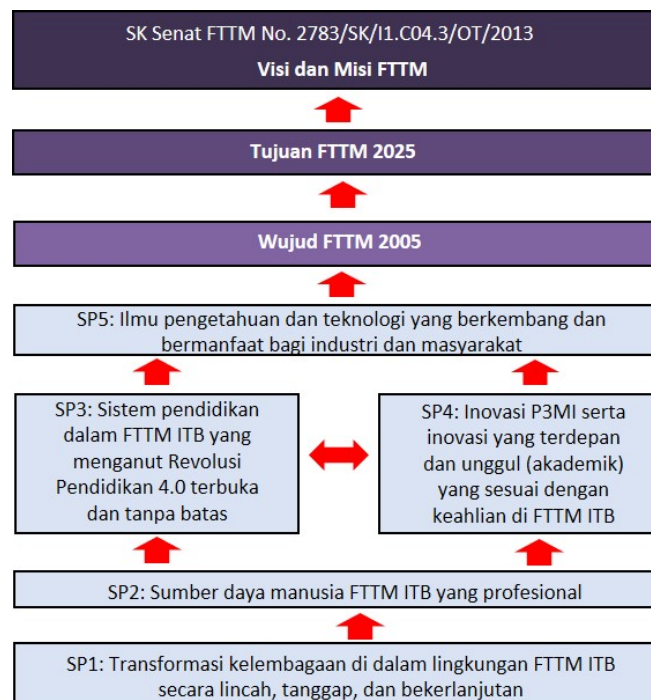 SK Senat FTTM No. 2783/SK/I1.C04.3/OT/2013
Visi dan Misi FTTM
Tujuan FTTM 2025
Wujud FTTM 2005
SP5: Ilmu pengetahuan dan teknologi yang berkembang dan
bermanfaat bagi industri dan masyarakat
SP3: Sistem pendidikan
dalam FTTM ITB yang
menganut Revolusi
Pendidikan 4.0 terbuka
dan tanpa batas
SP4: Inovasi P3MI serta
inovasi yang terdepan
dan unggul (akademik)
yang sesuai dengan
keahlian di FTTM ITB
SP2: Sumber daya manusia FTTM ITB yang profesional
SP1: Transformasi kelembagaan di dalam lingkungan FTTM ITB
secara lincah, tanggap, dan bekerlanjutan